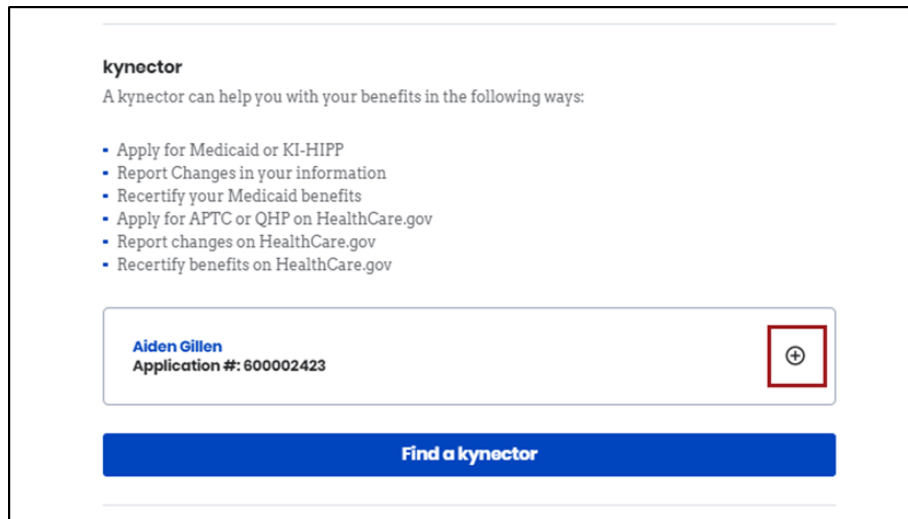 kynector
A kynector can help you with your benefits in the following ways:
Apply for Medicaid or KI-HIPP
Report Changes in your information
Recertify your Medicaid benefits
Apply for APTC or QHP on HealthCare.gov
Report changes on HealthCare.gov
Recertify benefits on HealthCare.gov
Aiden Gillen
Application #: 600002423
Find a kynector